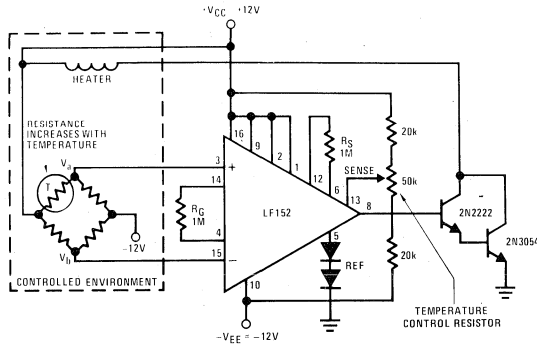 +VCC +12V
HEATER
RESISTANCE
INCREASES WITH
TEMPERATURE
Va
T
Vb
-12V
CONTROLLED ENVIRONMENT
3
+
14
RG
1M
4
15
−
16
9
2
1
12
RS
1M
6
SENSE
13
LF152
8
5
REF
10
-VEE = -12V
20k
50k
20k
2N2222
2N3054
TEMPERATURE
CONTROL RESISTOR